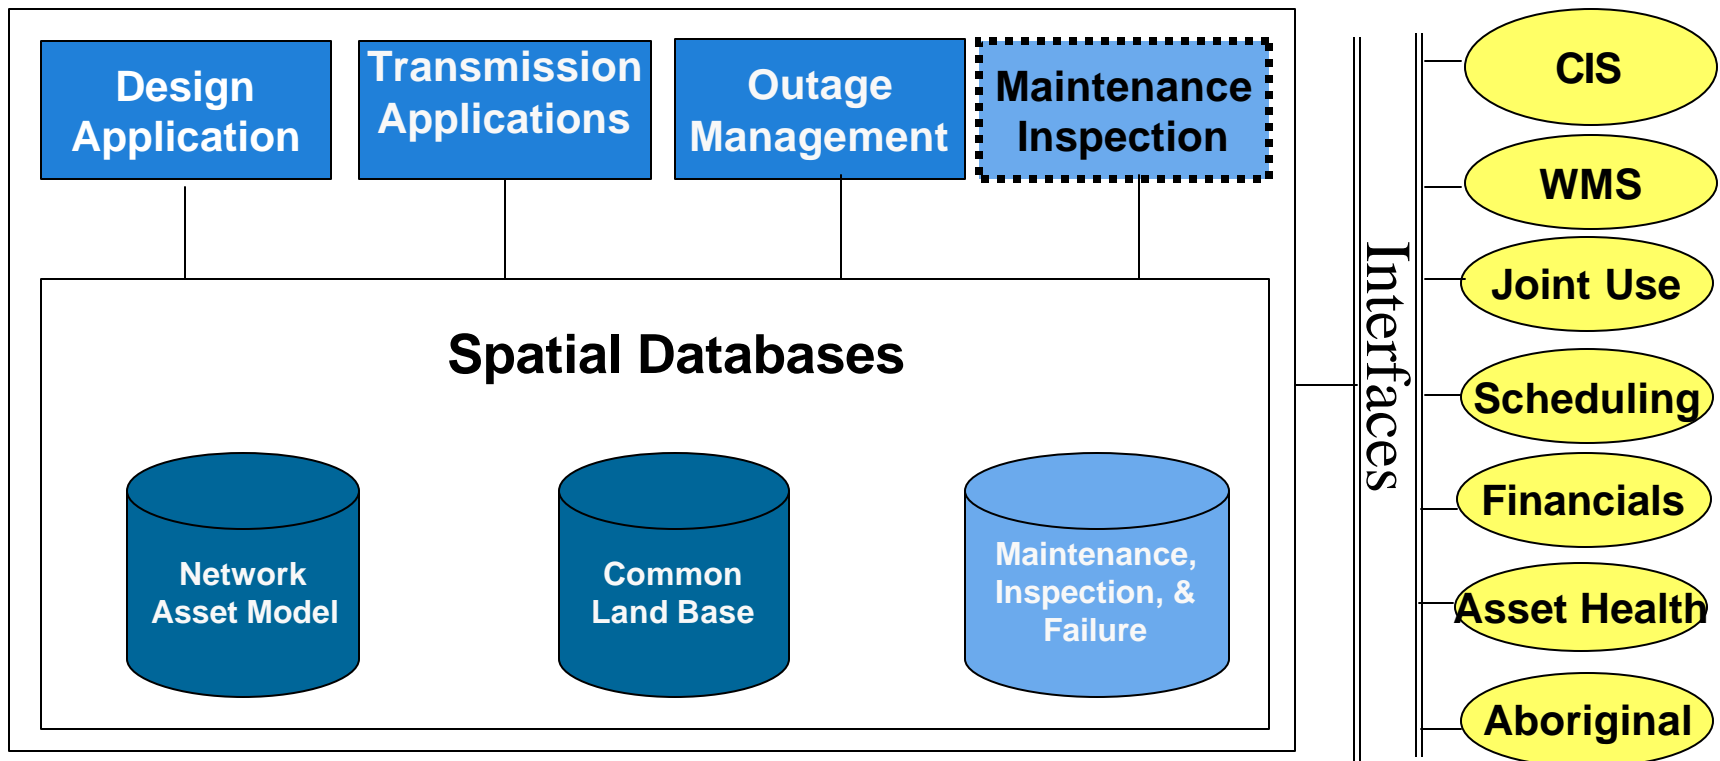 Design
Application
Transmission
Applications
Outage
Management
Maintenance
Inspection
Spatial Databases
Network
Asset Model
Common
Land Base
Maintenance,
Inspection, &
Failure
Interfaces
CIS
WMS
Joint Use
Scheduling
Financials
Asset Health
Aboriginal